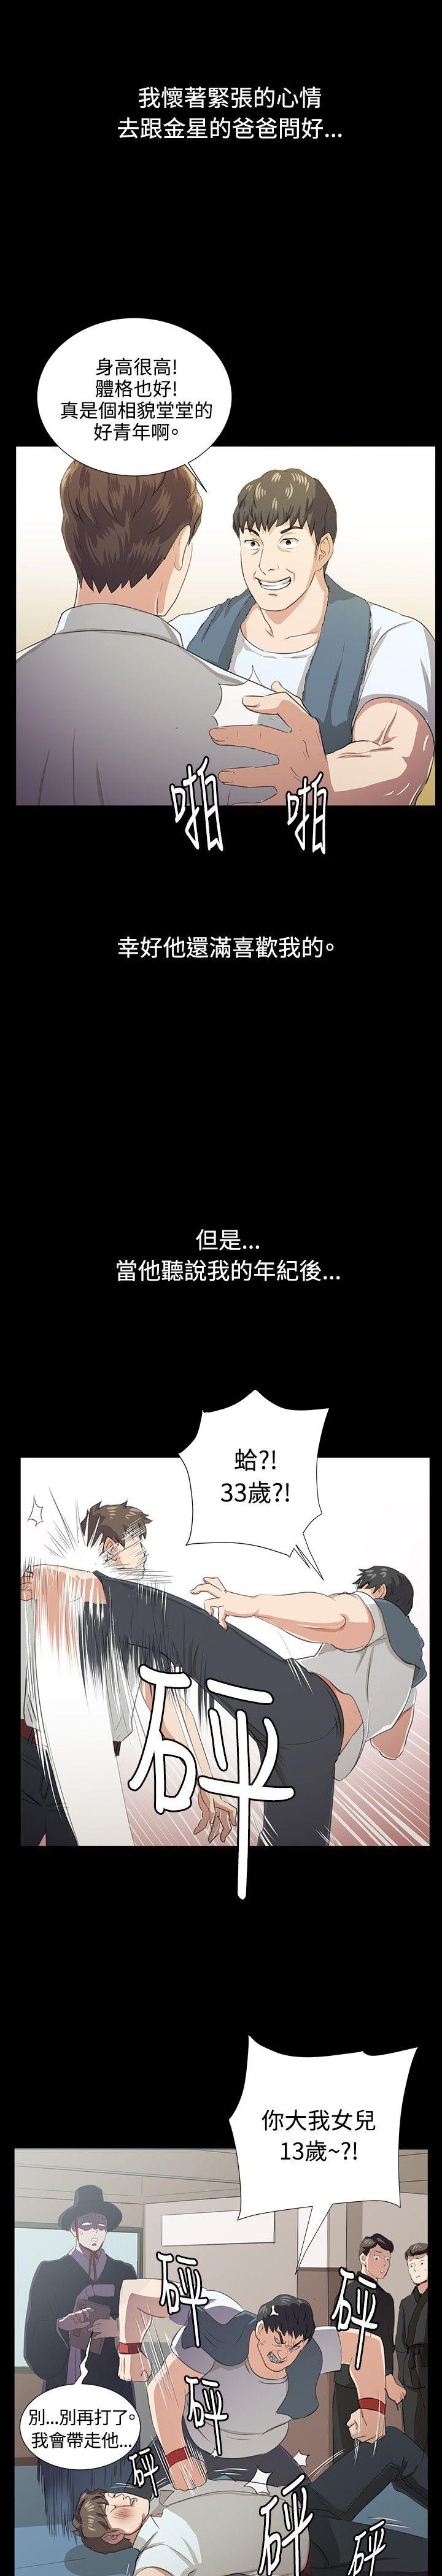 我懷著緊張的心情
去跟金星的爸爸問好...
身高很高!
體格也好!
真是個相貌堂堂的
好青年啊。
啪
啪
幸好他還滿喜歡我的。
但是...
當他聽說我的年紀後...
蛤?!
33歲?!
砰
你大我女兒
13歲~?!
砰
砰
砰
別...別再打了。
我會帶走他...
砰
砰
砰